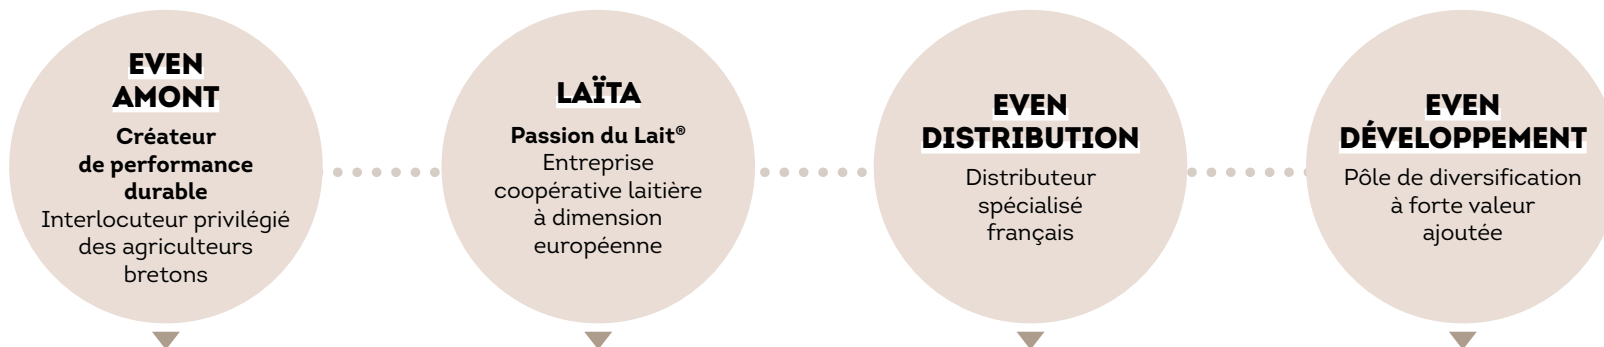 EVEN
AMONT
Créateur
de performance
durable
Interlocuteur privilégié
des agriculteurs
bretons
LAÏTA
Passion du Lait®
Entreprise
coopérative laitière
à dimension
européenne
EVEN
DISTRIBUTION
Distributeur
spécialisé
français
EVEN
DÉVELOPPEMENT
Pôle de diversification
à forte valeur
ajoutée